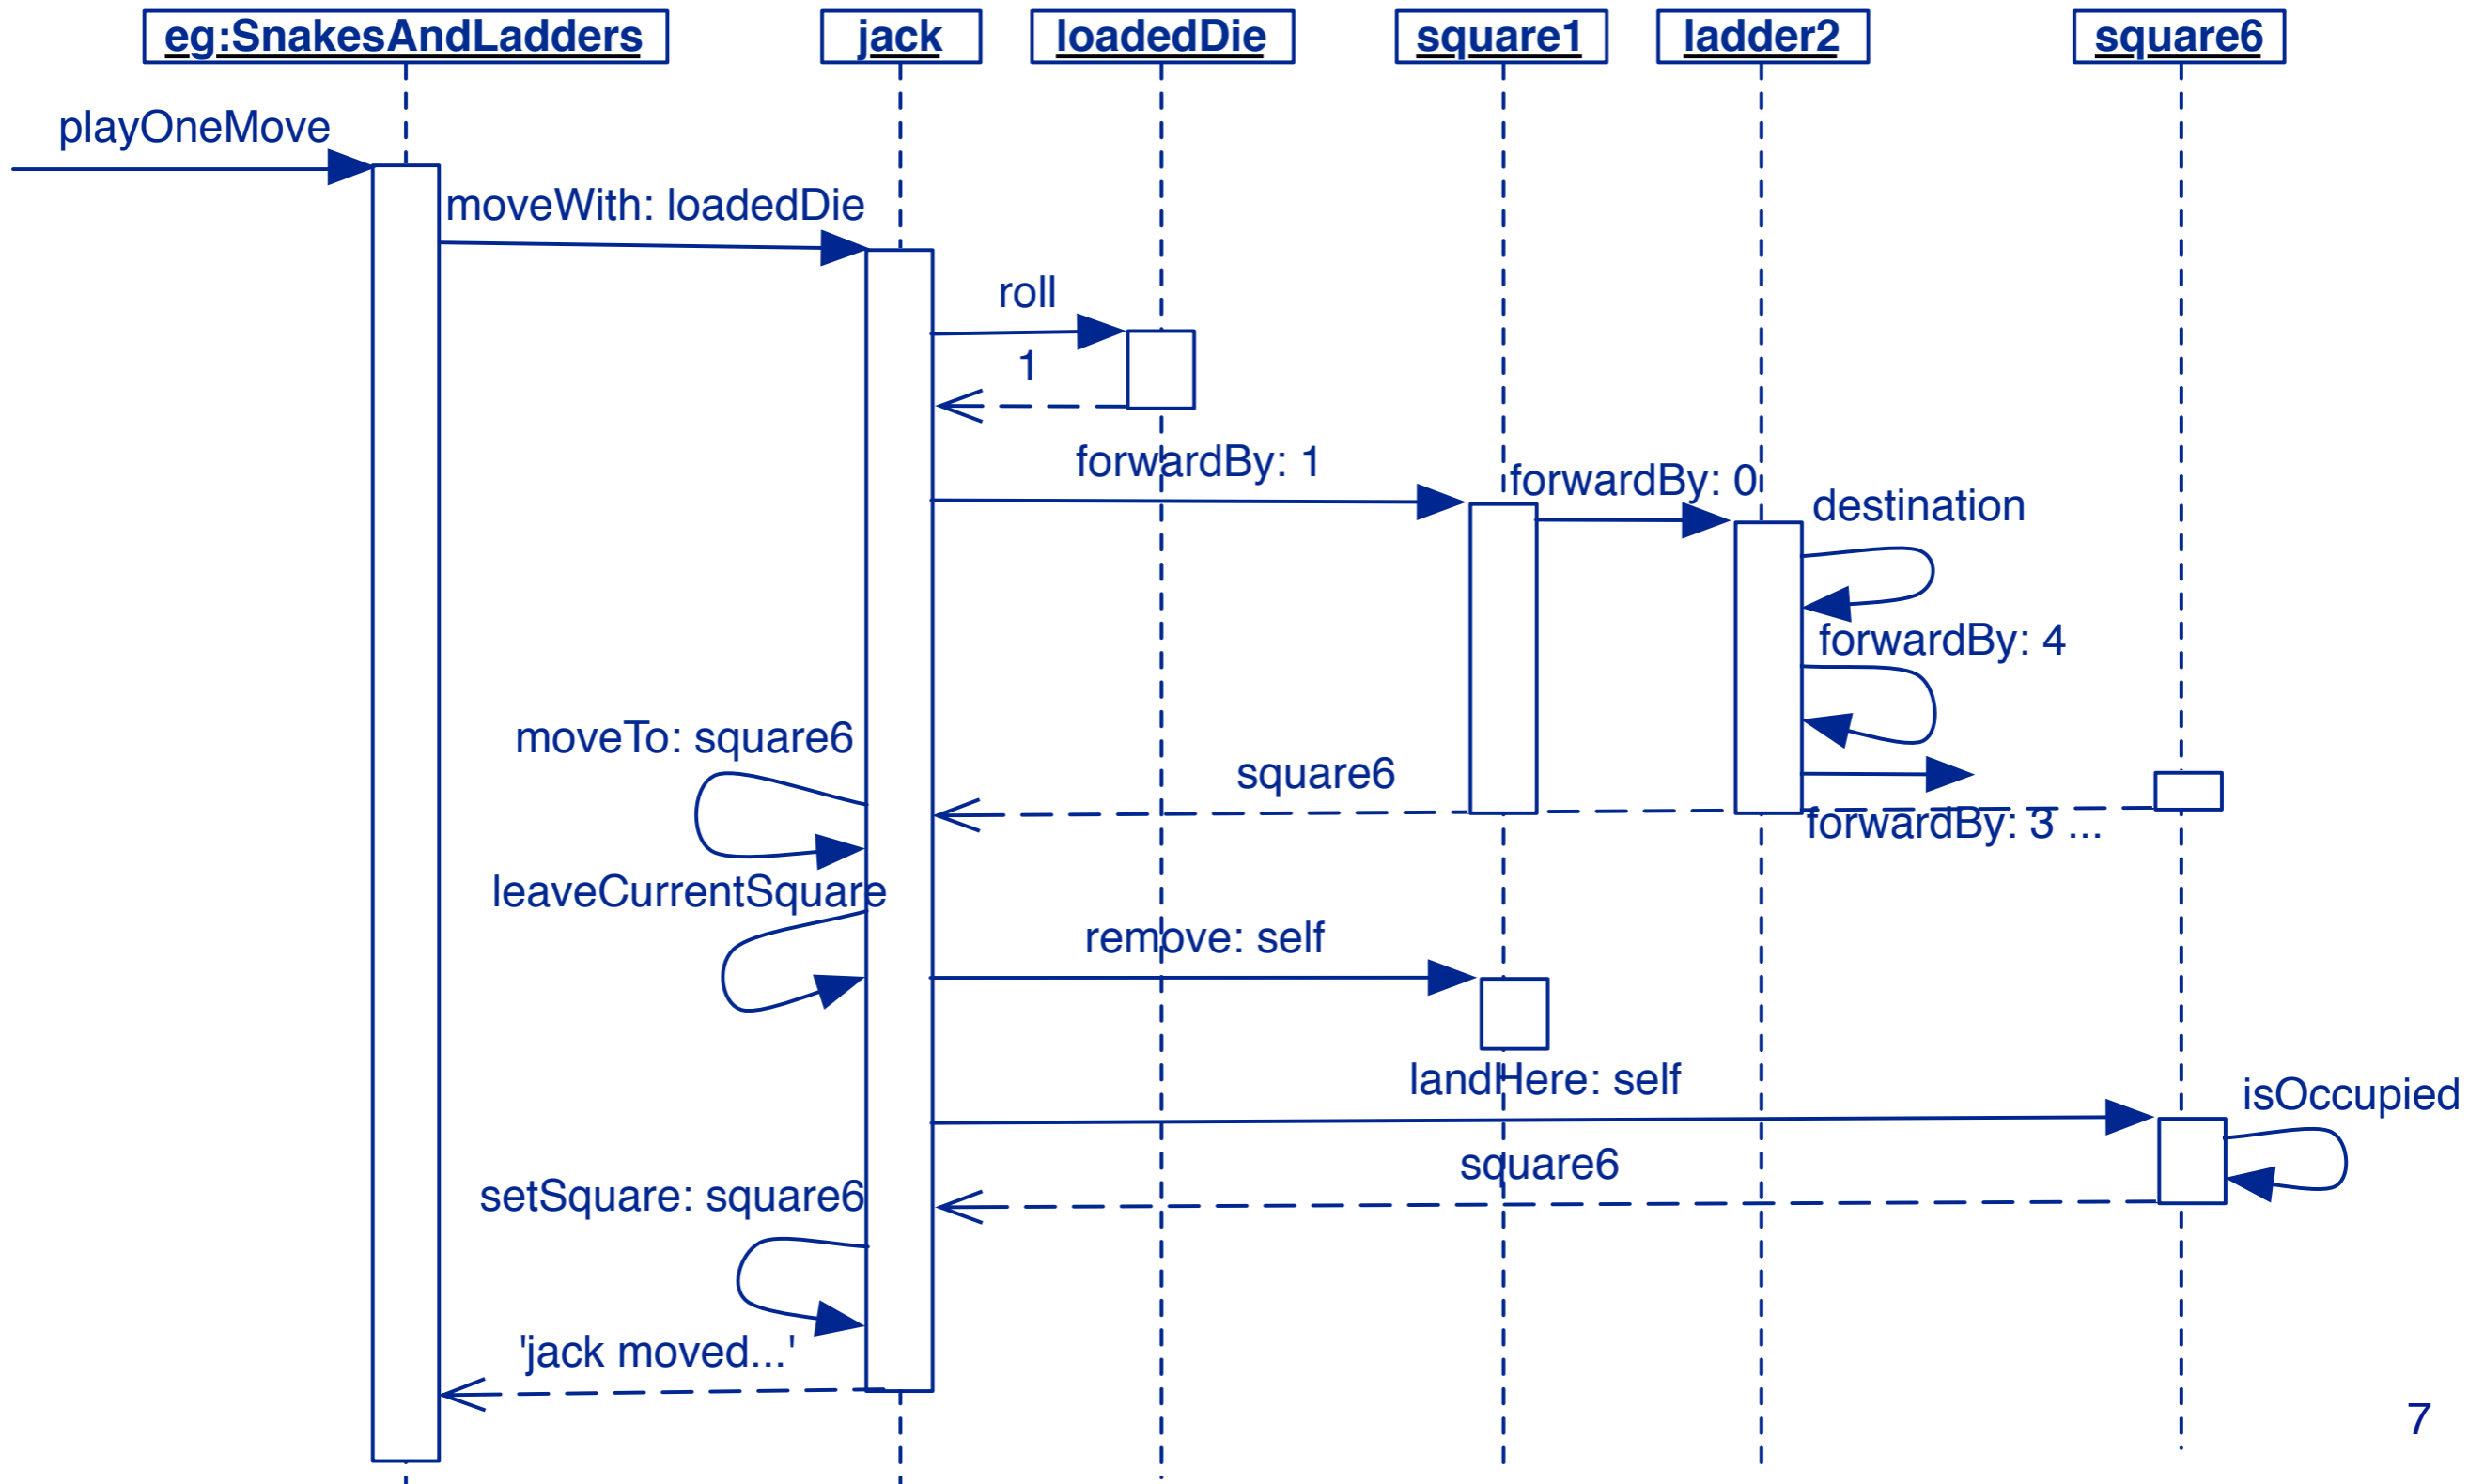 eg:SnakesAndLadders
jack
loadedDie
square1
ladder2
square6
playOneMove
moveWith: loadedDie
roll
1
forwardBy: 1
forwardBy: 0
destination
forwardBy: 4
moveTo: square6
square6
forwardBy: 3 ...
leaveCurrentSquare
remove: self
landHere: self
isOccupied
square6
setSquare: square6
'jack moved...'
7